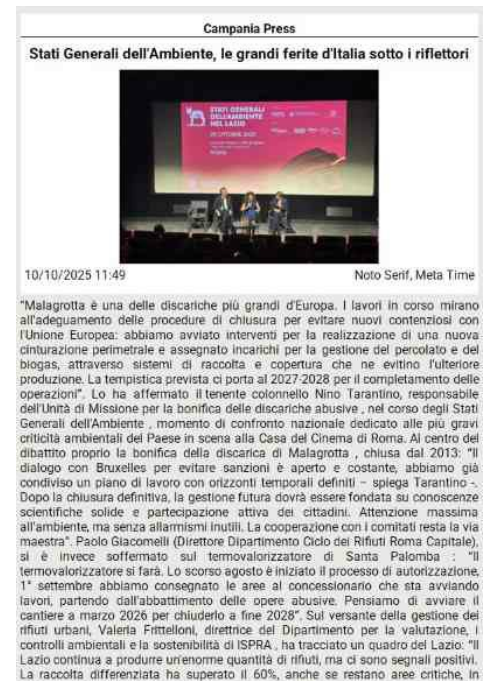 Campania Press
Stati Generali dell'Ambiente, le grandi ferite d'Italia sotto i riflettori
STATI GENERALI
DELL'AMBIENTE
NEL LAZIO
10/10/2025 11:49
Noto Serif, Meta Time
"Malagrotta è una delle discariche più grandi d'Europa. I lavori in corso mirano
all'adeguamento delle procedure di chiusura per evitare nuovi contenziosi con
l'Unione Europea: abbiamo avviato interventi per la realizzazione di una nuova
cinturazione perimetrale e assegnato incarichi per la gestione del percolato e del
biogas, attraverso sistemi di raccolta e copertura che ne evitino l'ulteriore
produzione. La tempistica prevista ci porta al 2027-2028 per il completamento delle
operazioni". Lo ha affermato il tenente colonnello Nino Tarantino, responsabile
dell'Unità di Missione per la bonifica delle discariche abusive , nel corso degli Stati
Generali dell'Ambiente , momento di confronto nazionale dedicato alle più gravi
criticità ambientali del Paese in scena alla Casa del Cinema di Roma. Al centro del
dibattito proprio la bonifica della discarica di Malagrotta , chiusa dal 2013: "Il
dialogo con Bruxelles per evitare sanzioni è aperto e costante, abbiamo già
condiviso un piano di lavoro con orizzonti temporali definiti – spiega Tarantino -.
Dopo la chiusura definitiva, la gestione futura dovrà essere fondata su conoscenze
scientifiche solide e partecipazione attiva dei cittadini. Attenzione massima
all'ambiente, ma senza allarmismi inutili. La cooperazione con i comitati resta la via
maestra". Paolo Giacomelli (Direttore Dipartimento Ciclo dei Rifiuti Roma Capitale),
si è invece soffermato sul termovalorizzatore di Santa Palomba : "Il
termovalorizzatore si farà. Lo scorso agosto è iniziato il processo di autorizzazione,
1° settembre abbiamo consegnato le aree al concessionario che sta avviando
lavori, partendo dall'abbattimento delle opere abusive. Pensiamo di avviare il
cantiere a marzo 2026 per chiuderlo a fine 2028". Sul versante della gestione dei
rifiuti urbani, Valeria Frittelloni, direttrice del Dipartimento per la valutazione, i
controlli ambientali e la sostenibilità di ISPRA , ha tracciato un quadro del Lazio: "Il
Lazio continua a produrre un'enorme quantità di rifiuti, ma ci sono segnali positivi.
La raccolta differenziata ha superato il 60%, anche se restano aree critiche, in